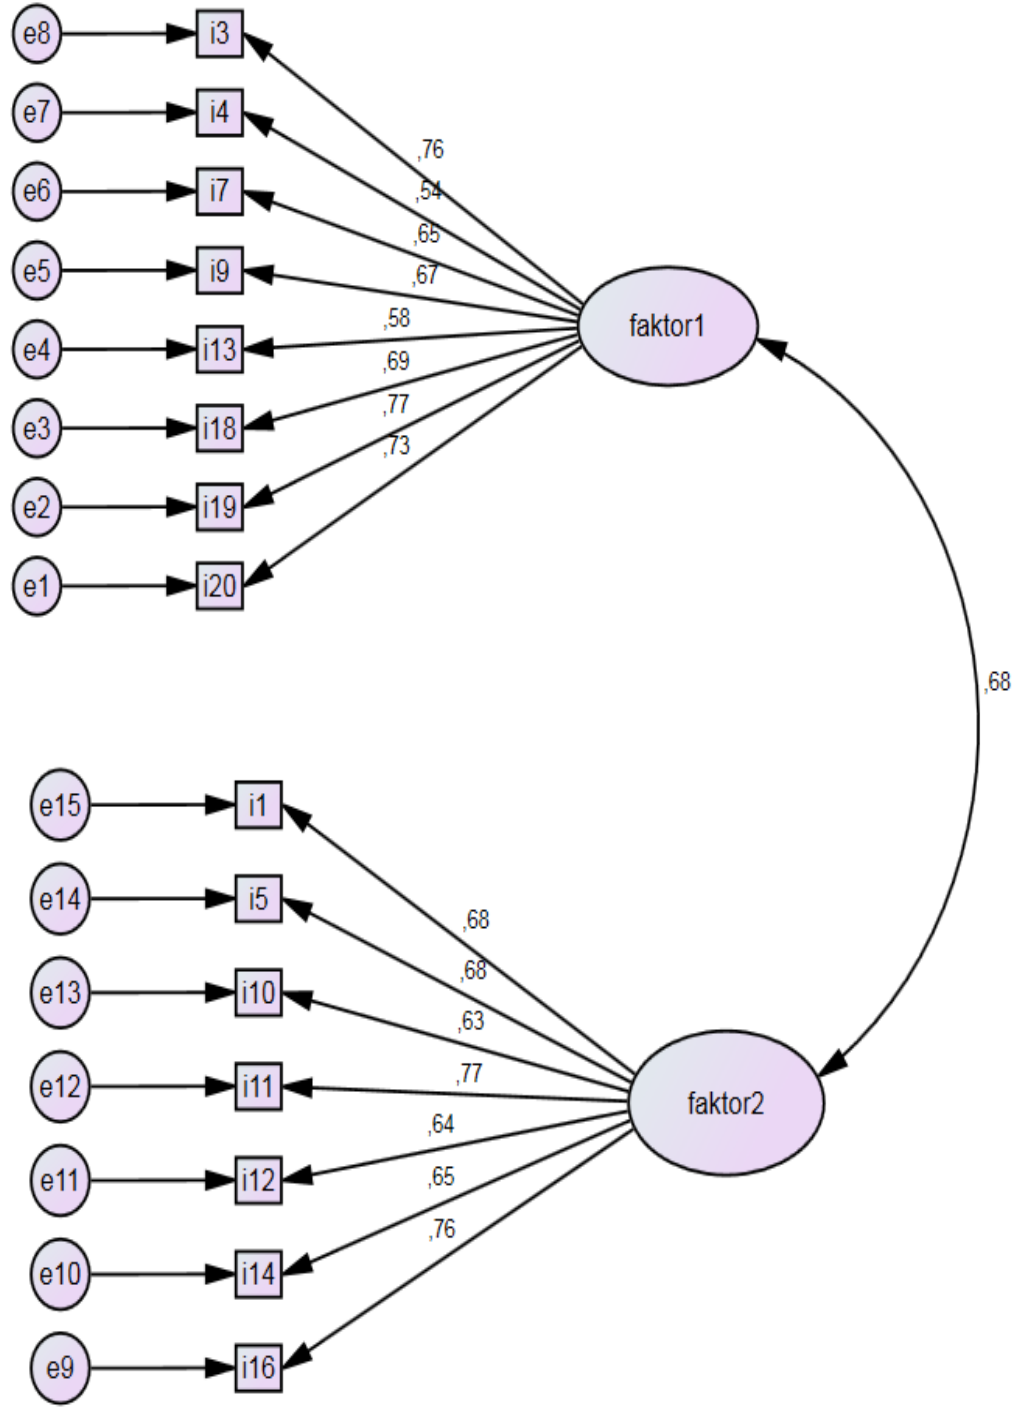 e8
i3
e7
i4
e6
i7
e5
i9
e4
i13
e3
i18
e2
i19
e1
i20
,76
,54
,65
,67
,58
,69
,77
,73
faktor1
,68
e15
i1
e14
i5
e13
i10
e12
i11
e11
i12
e10
i14
e9
i16
,68
,68
,63
,77
,64
,65
,76
faktor2